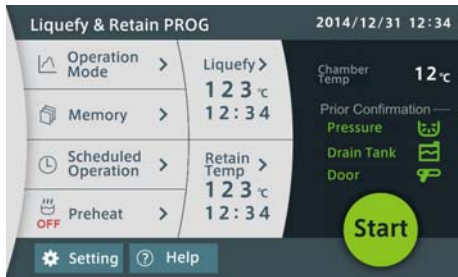 Liquefy & Retain PROG
2014/12/31 12:34
Operation
Mode
>
Memory
>
Scheduled
Operation
>
OFF
Preheat
>
Liquefy>
123℃
12:34
Retain
Temp
>
123℃
12:34
Chamber
Temp
12℃
Prior Confirmation
Pressure
Drain Tank
Door
Start
Setting
? Help